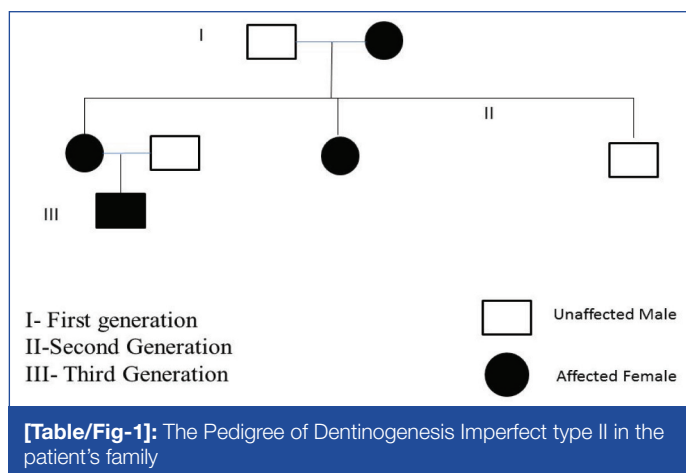 I
II
III
I- First generation
II-Second Generation
III- Third Generation
Unaffected Male
Affected Female
[Table/Fig-1]: The Pedigree of Dentinogenesis Imperfect type II in the
patient’s family